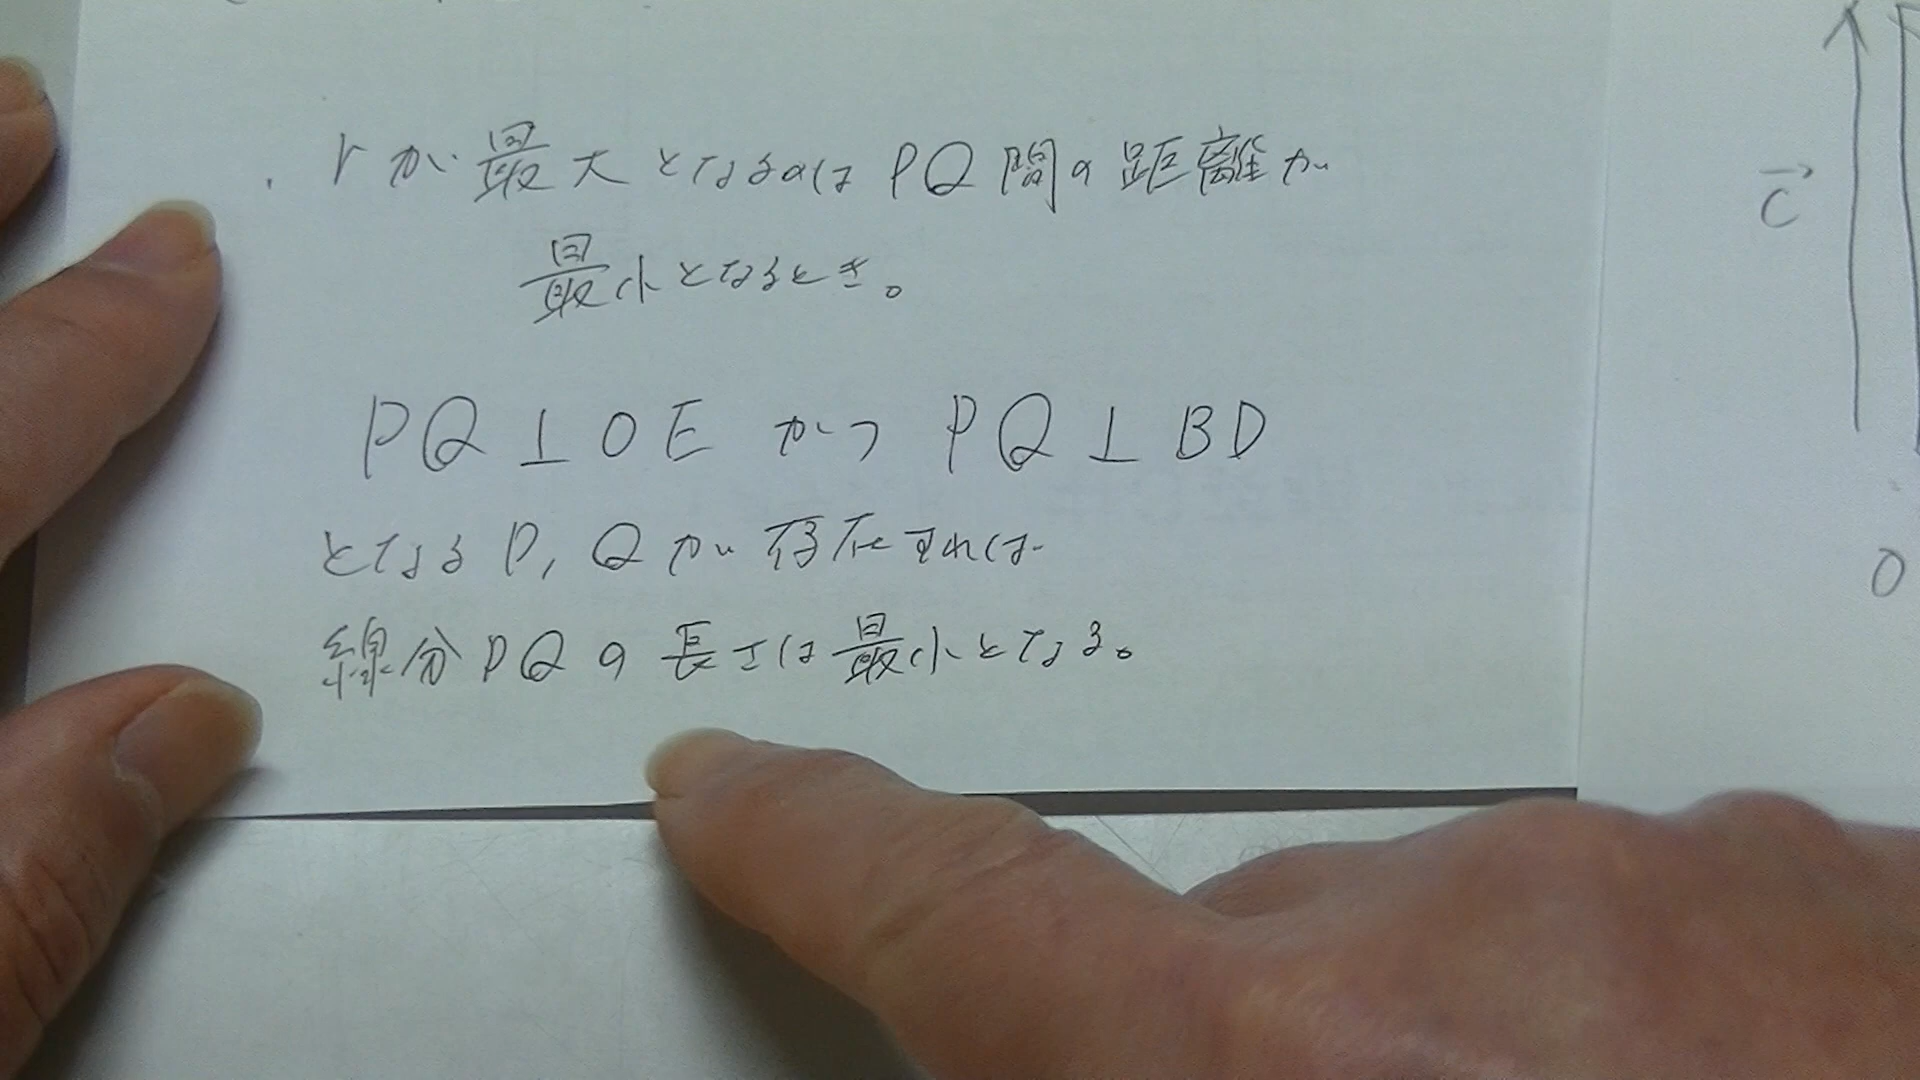 ・rが最大となるのはPQ間の距離が
最小となるとき。
PQ⊥OE かつ PQ⊥BD
となるP,Qが存在すれば
線分PQの長さは最小となる。
→c
O